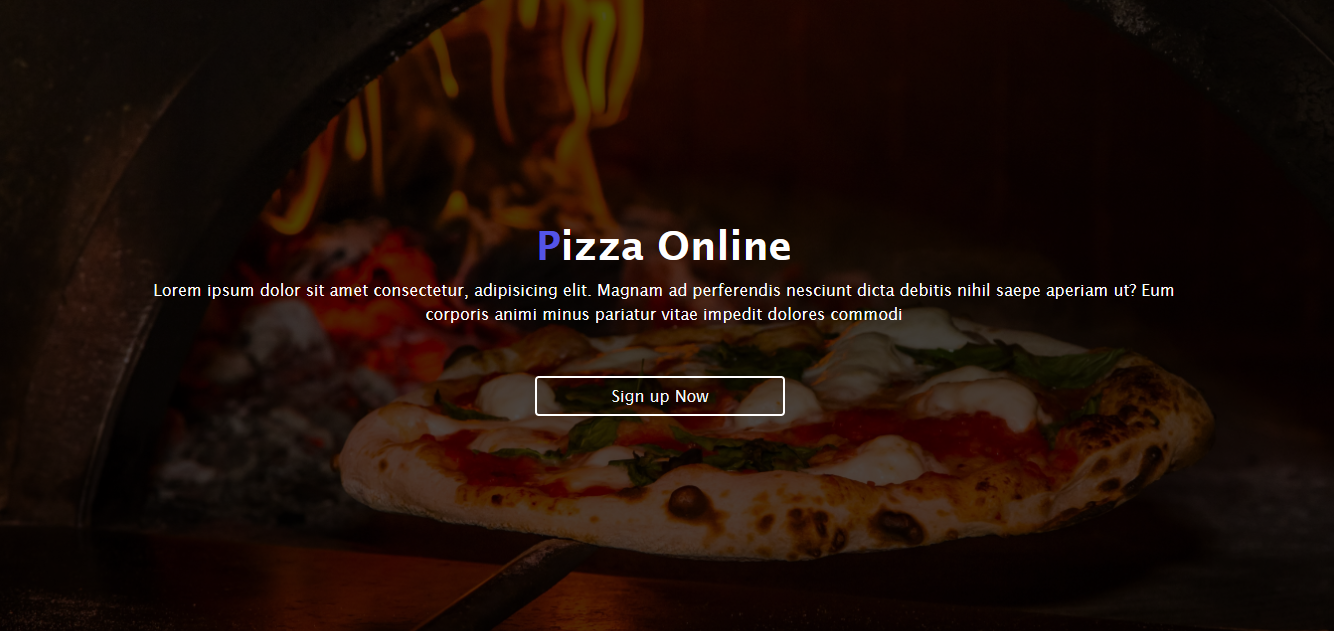 Pizza Online
Lorem ipsum dolor sit amet consectetur, adipisicing elit. Magnam ad perferendis nesciunt dicta debitis nihil saepe aperiam ut? Eum
corporis animi minus pariatur vitae impedit dolores commodi
Sign up Now